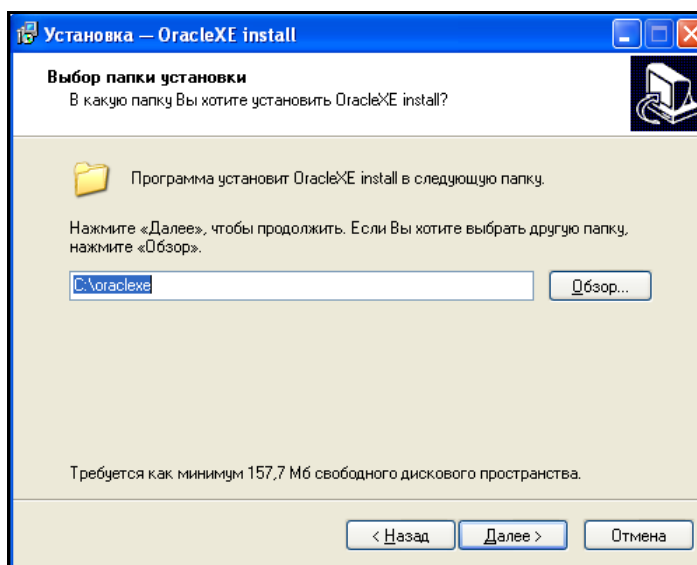 Установка — OracleXE install
Выбор папки установки
В какую папку Вы хотите установить OracleXE install?
Программа установит OracleXE install в следующую папку.
Нажмите «Далее», чтобы продолжить. Если Вы хотите выбрать другую папку,
нажмите «Обзор».
C:\oraclexe
Обзор...
Требуется как минимум 157,7 Мб свободного дискового пространства.
< Назад
Далее >
Отмена